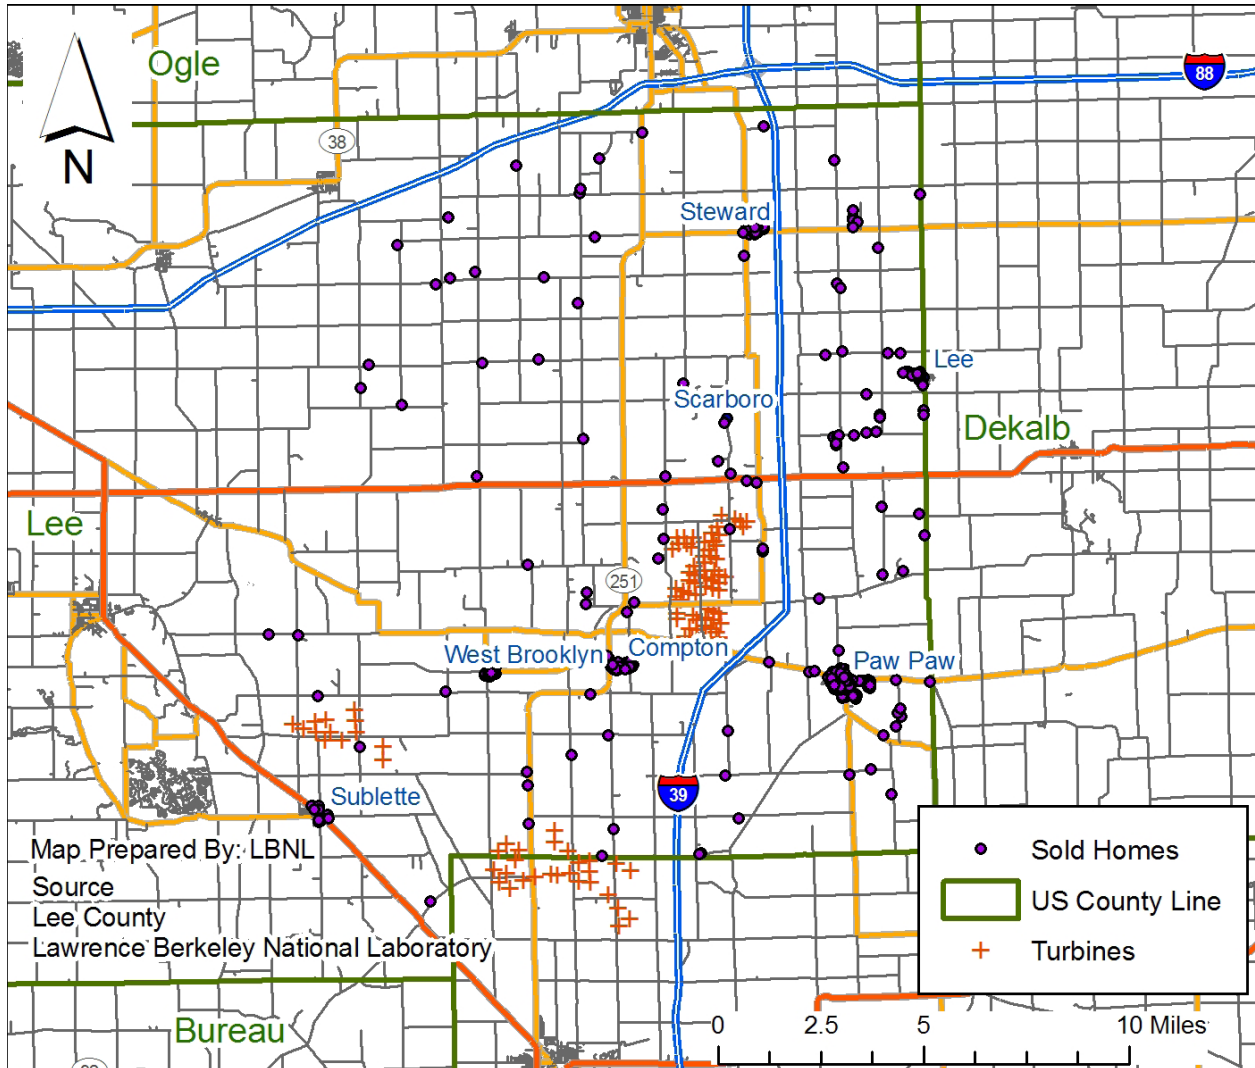 Ogle
88
38
N
Steward
Lee
Scarboro
Dekalb
Lee
251
West Brooklyn
Compton
Paw Paw
39
Sublette
Map Prepared By: LBNL
Source
Lee County
Lawrence Berkeley National Laboratory
Sold Homes
US County Line
Turbines
Bureau
0 2.5 5 10 Miles